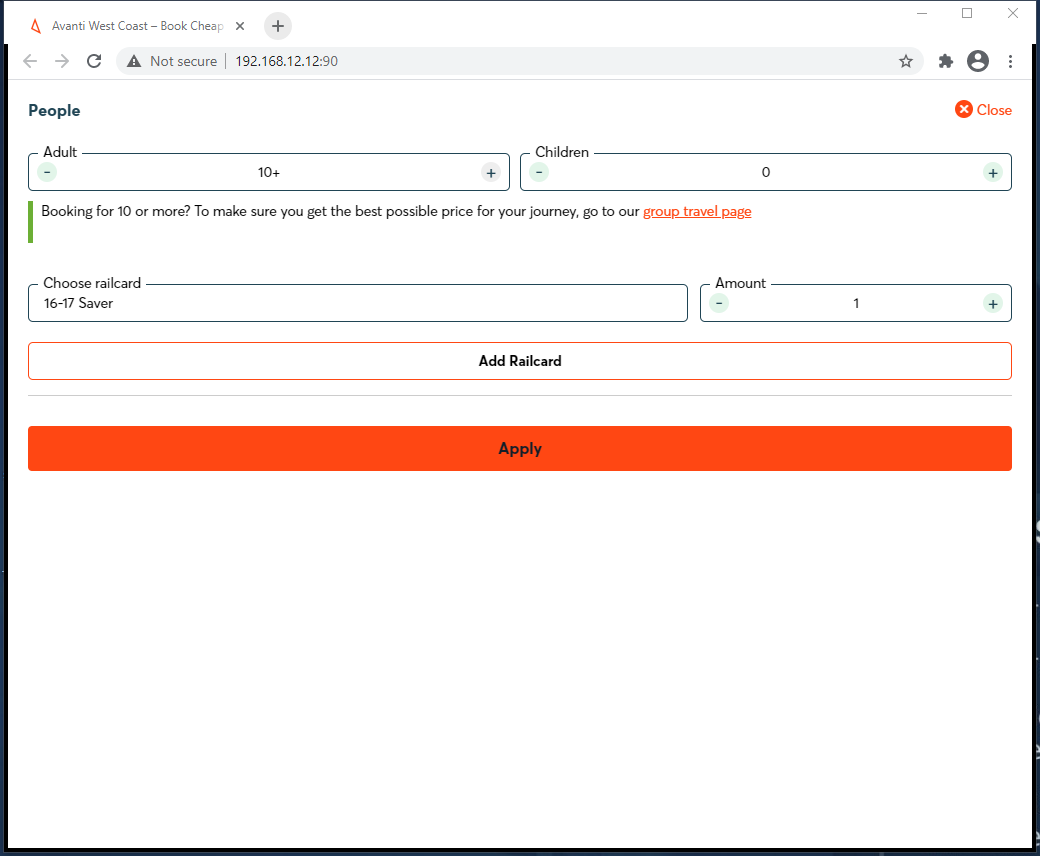 Avanti West Coast – Book Cheap
Not secure
192.168.12.12:90
People
Close
Adult
- 10+ +
Children
- 0 +
Booking for 10 or more? To make sure you get the best possible price for your journey, go to our group travel page
Choose railcard
16-17 Saver
Amount
- 1 +
Add Railcard
Apply